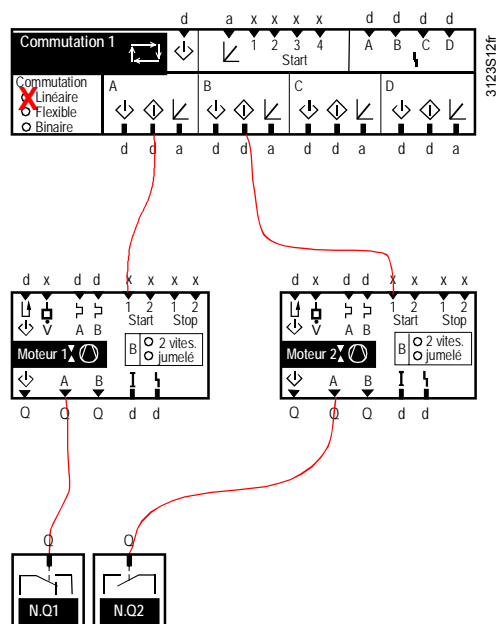 d a x x x x d d d d
Commutation 1
1 2 3 4
Start
A B C D
3123S12fr
Commutation
Linéaire
Flexible
Binaire
A B C D
d d a d d a d d a d d a
d x d d x x x x
1 2 1 2
V A B Start Stop
Moteur 1
B 2 vites.
jumelé
A B
Q Q Q d d
d x d d x x x x
1 2 1 2
V A B Start Stop
Moteur 2
B 2 vites.
jumelé
A B
Q Q Q d d
Q Q
N.Q1 N.Q2